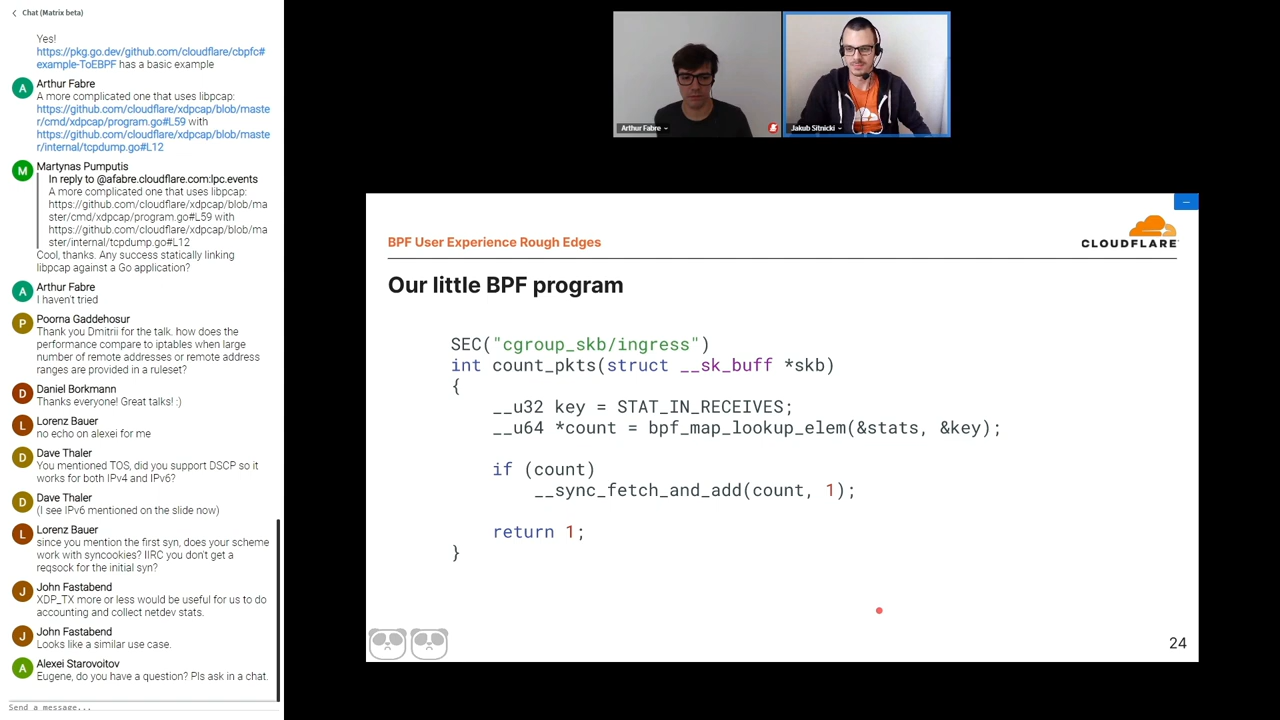 Chat (Matrix beta)
Yes!
https://pkg.go.dev/github.com/cloudflare/cbpfc#
example-ToEBPF has a basic example
A
Arthur Fabre
A more complicated one that uses libpcap:
https://github.com/cloudflare/xdpcap/blob/maste
r/cmd/xdpcap/program.go#L59 with
https://github.com/cloudflare/xdpcap/blob/maste
r/internal/tcpdump.go#L12
M
Martynas Pumputis
In reply to @afabre.cloudflare.com:lpc.events
A more complicated one that uses libpcap:
https://github.com/cloudflare/xdpcap/blob/ma
ster/cmd/xdpcap/program.go#L59 with
https://github.com/cloudflare/xdpcap/blob/ma
ster/internal/tcpdump.go#L12
Cool, thanks. Any success statically linking
libpcap against a Go application?
A
Arthur Fabre
I haven't tried
P
Poorna Gaddehosur
Thank you Dmitrii for the talk. how does the
performance compare to iptables when large
number of remote addresses or remote address
ranges are provided in a ruleset?
D
Daniel Borkmann
Thanks everyone! Great talks! :)
L
Lorenz Bauer
no echo on alexei for me
D
Dave Thaler
You mentioned TOS, did you support DSCP so it
works for both IPv4 and IPv6?
D
Dave Thaler
(I see IPv6 mentioned on the slide now)
L
Lorenz Bauer
since you mention the first syn, does your scheme
work with syncookies? IIRC you don't get a
reqsock for the initial syn?
J
John Fastabend
XDP_TX more or less would be useful for us to do
accounting and collect netdev stats.
J
John Fastabend
Looks like a similar use case.
A
Alexei Starovoitov
Eugene, do you have a question? Pls ask in a chat.
Send a message...
Arthur Fabre
Jakub Sitnicki
BPF User Experience Rough Edges
CLOUDFLARE
Our little BPF program
SEC("cgroup_skb/ingress")
int count_pkts(struct __sk_buff *skb)
{
__u32 key = STAT_IN_RECEIVES;
__u64 *count = bpf_map_lookup_elem(&stats, &key);
if (count)
__sync_fetch_and_add(count, 1);
return 1;
}
24